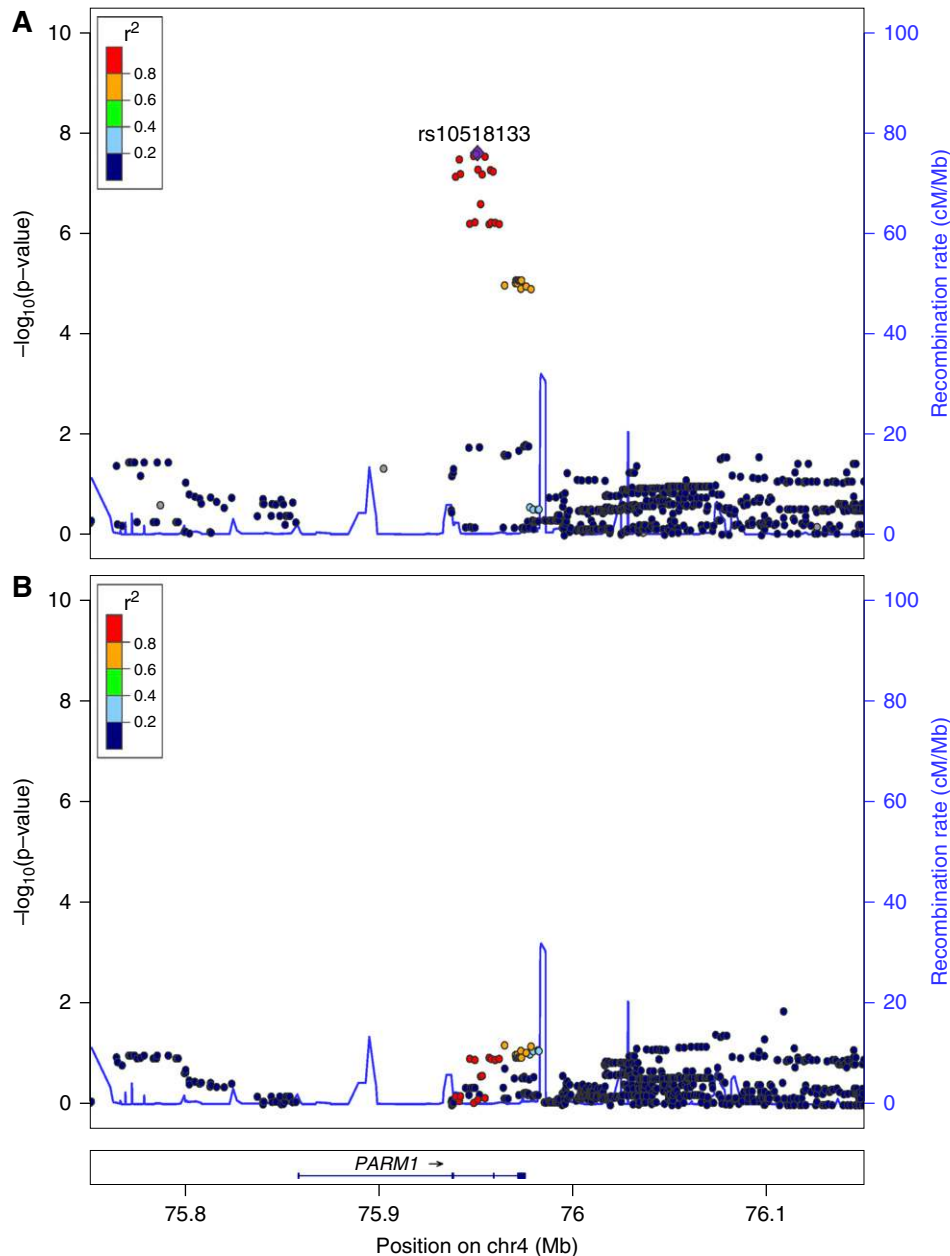 A
r2
0.8
0.6
0.4
0.2
rs10518133
10
8
6
4
2
0
−log10(p−value)
100
80
60
40
20
0
Recombination rate (cM/Mb)
B
r2
0.8
0.6
0.4
0.2
10
8
6
4
2
0
−log10(p−value)
100
80
60
40
20
0
Recombination rate (cM/Mb)
PARM1 →
75.8 75.9 76 76.1
Position on chr4 (Mb)